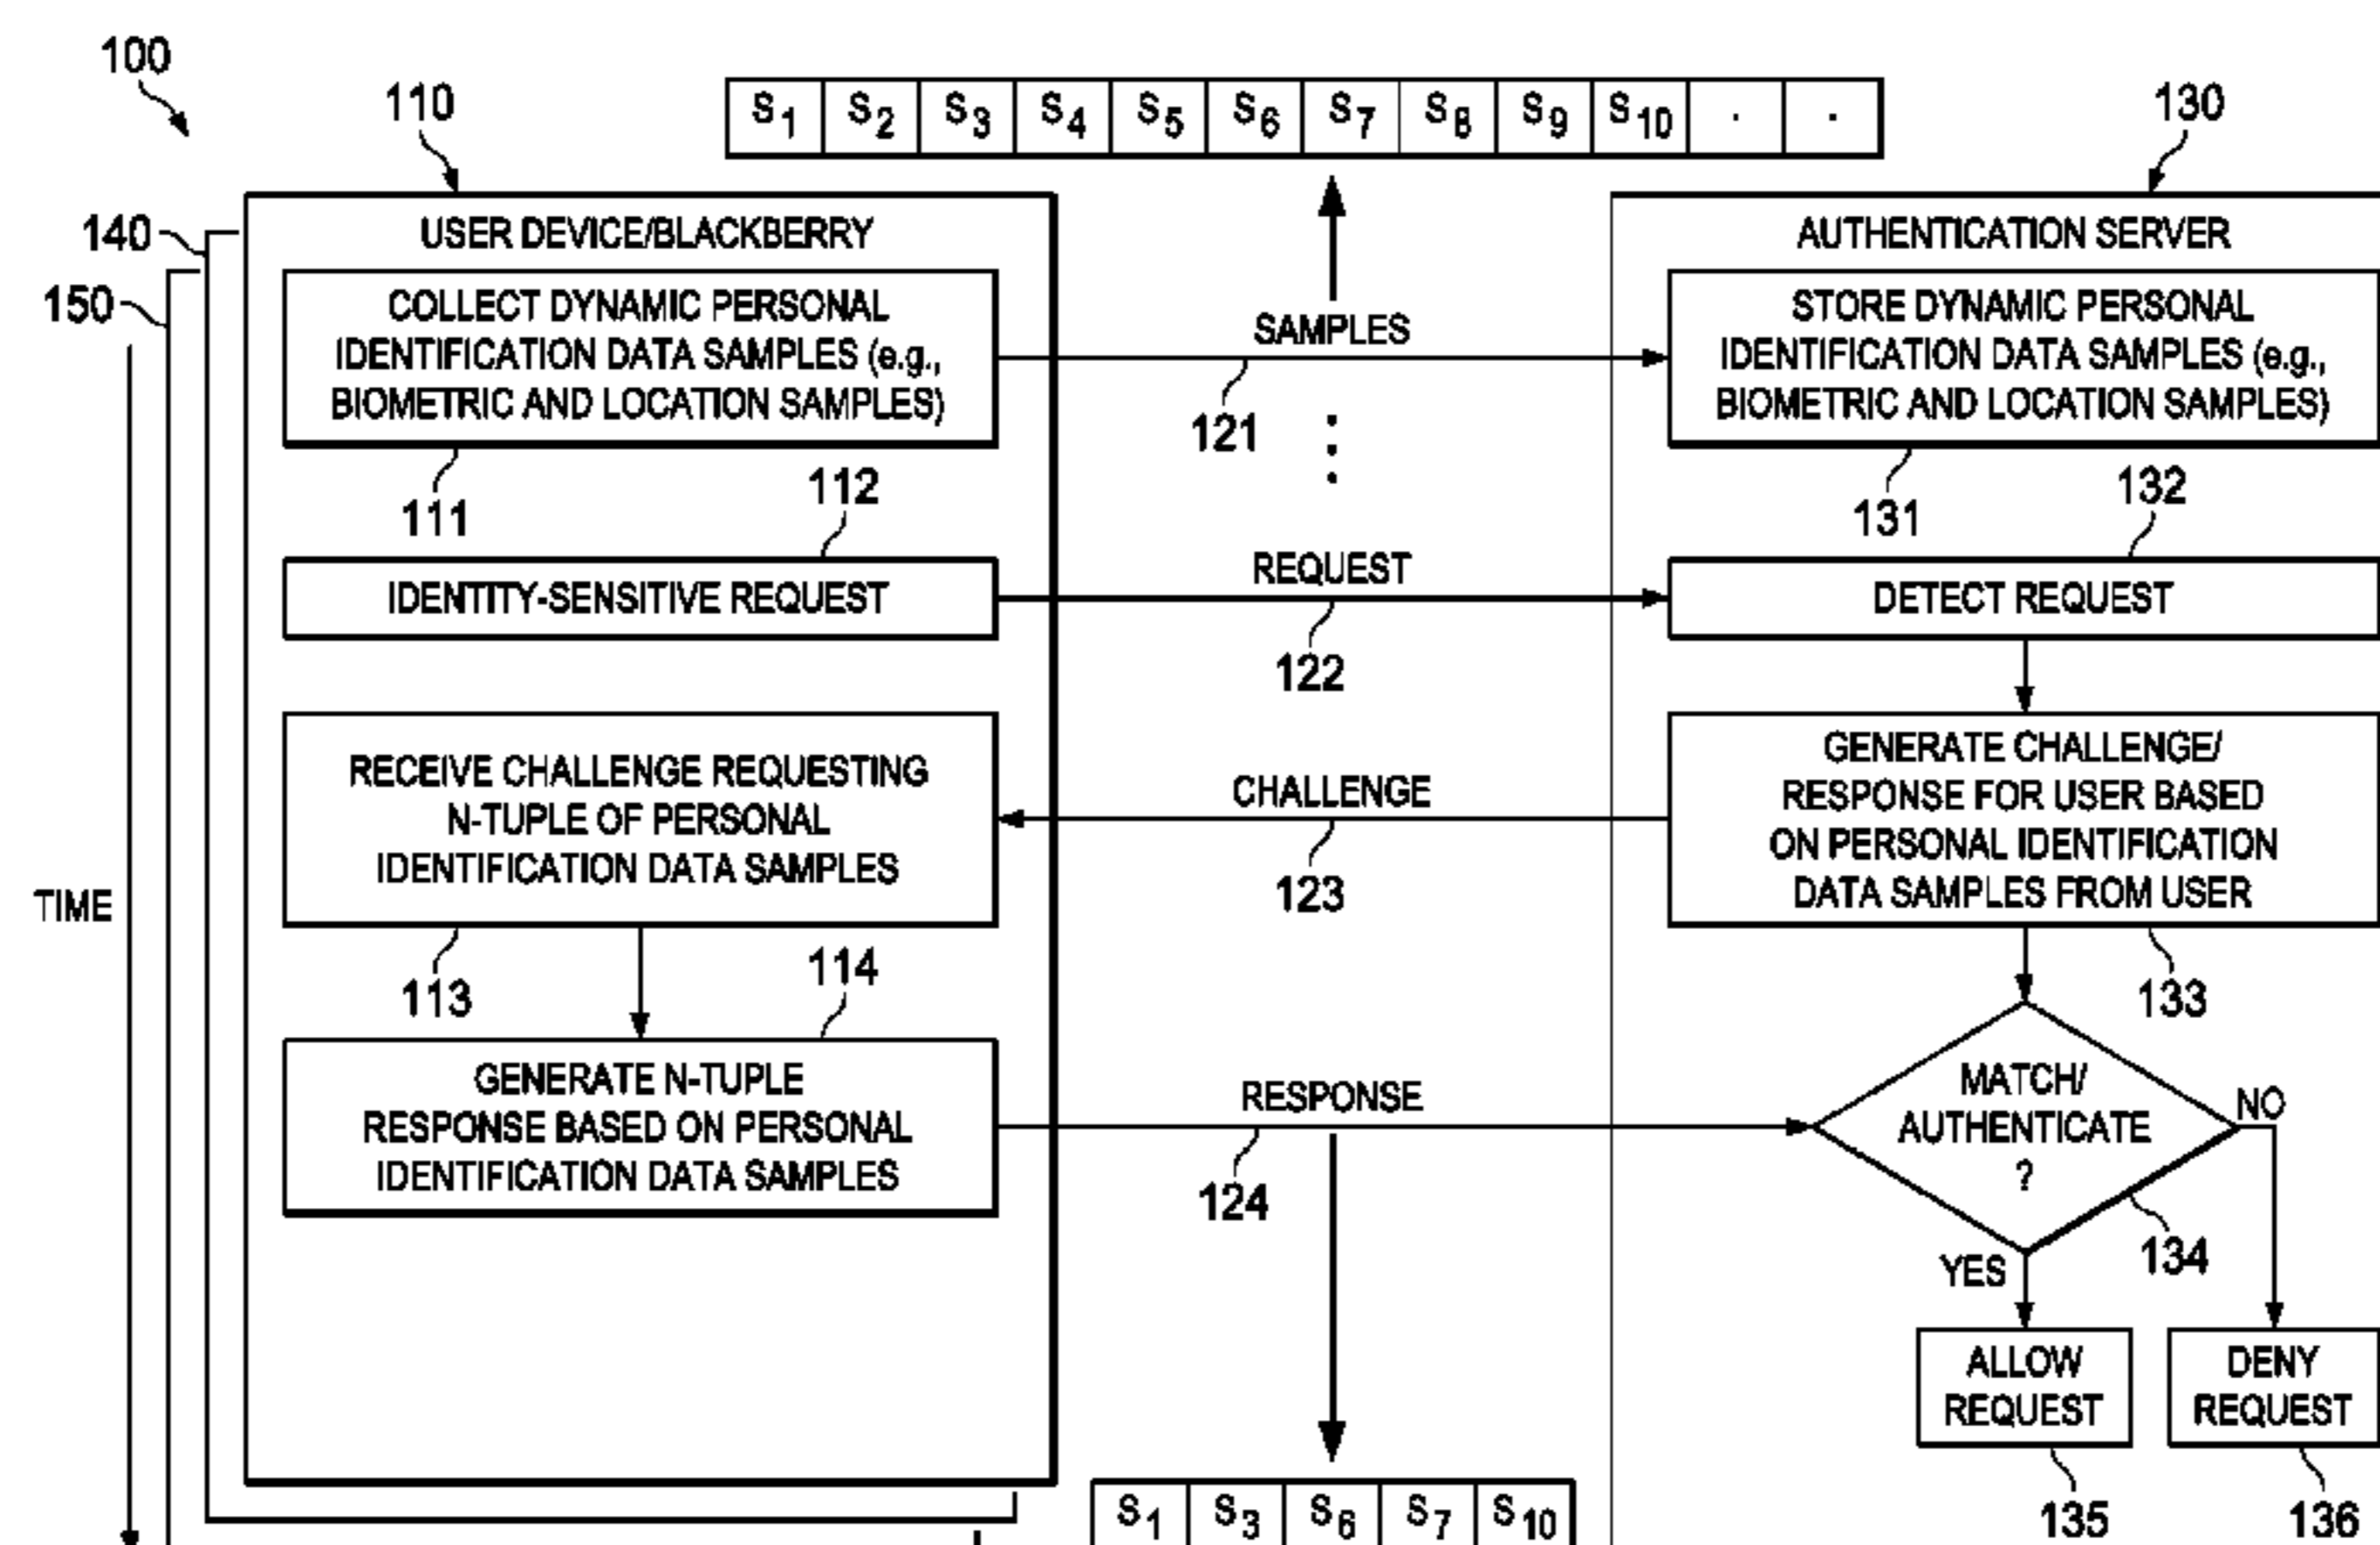 100
110
S1 S2 S3 S4 S5 S6 S7 S8 S9 S10 . .
130
140
150
USER DEVICE/BLACKBERRY
COLLECT DYNAMIC PERSONAL
IDENTIFICATION DATA SAMPLES (e.g.,
BIOMETRIC AND LOCATION SAMPLES)
111
112
IDENTITY-SENSITIVE REQUEST
RECEIVE CHALLENGE REQUESTING
N-TUPLE OF PERSONAL
IDENTIFICATION DATA SAMPLES
113
114
GENERATE N-TUPLE
RESPONSE BASED ON PERSONAL
IDENTIFICATION DATA SAMPLES
TIME
SAMPLES
121
REQUEST
122
CHALLENGE
123
RESPONSE
124
S1 S3 S6 S7 S10
AUTHENTICATION SERVER
STORE DYNAMIC PERSONAL
IDENTIFICATION DATA SAMPLES (e.g.,
BIOMETRIC AND LOCATION SAMPLES)
131
132
DETECT REQUEST
GENERATE CHALLENGE/
RESPONSE FOR USER BASED
ON PERSONAL IDENTIFICATION
DATA SAMPLES FROM USER
133
MATCH/
AUTHENTICATE
?
NO
134
YES
ALLOW
REQUEST
DENY
REQUEST
135
136